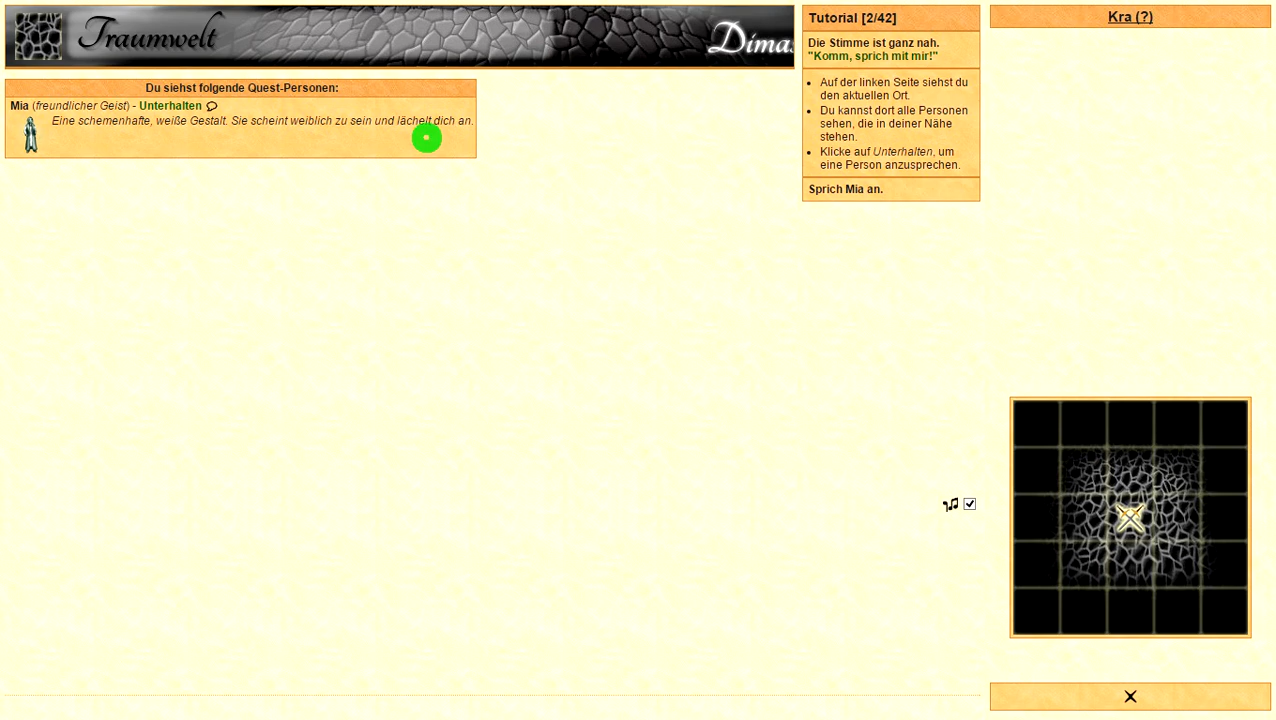 Traumwelt
Dimas
Du siehst folgende Quest-Personen:
Mia (freundlicher Geist) - Unterhalten
Eine schemenhafte, weiße Gestalt. Sie scheint weiblich zu sein und lächelt dich an.
Tutorial [2/42]
Die Stimme ist ganz nah.
"Komm, sprich mit mir!"
Auf der linken Seite siehst du
den aktuellen Ort.
Du kannst dort alle Personen
sehen, die in deiner Nähe
stehen.
Klicke auf Unterhalten, um
eine Person anzusprechen.
Sprich Mia an.
Kra (?)